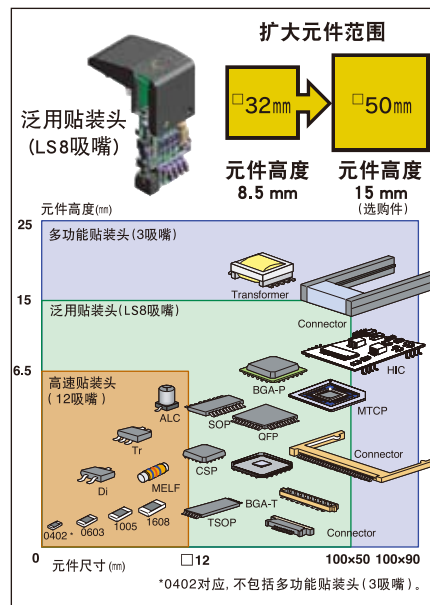 扩大元件范围
泛用贴装头
(LS8吸嘴)
□32mm
□50mm
元件高度
8.5 mm
元件高度
15 mm
(选购件)
元件高度(mm)
25
多功能贴装头(3吸嘴)
Transformer
15
泛用贴装头(LS8吸嘴)
Connector
HIC
6.5
高速贴装头
(12吸嘴)
BGA-P
MTCP
ALC
SOP
QFP
Tr
Connector
CSP
Di
MELF
BGA-T
0402*
0603
1005
1608
TSOP
Connector
0
元件尺寸(mm)
□12
100×50
100×90
*0402对应, 不包括多功能贴装头(3吸嘴)。